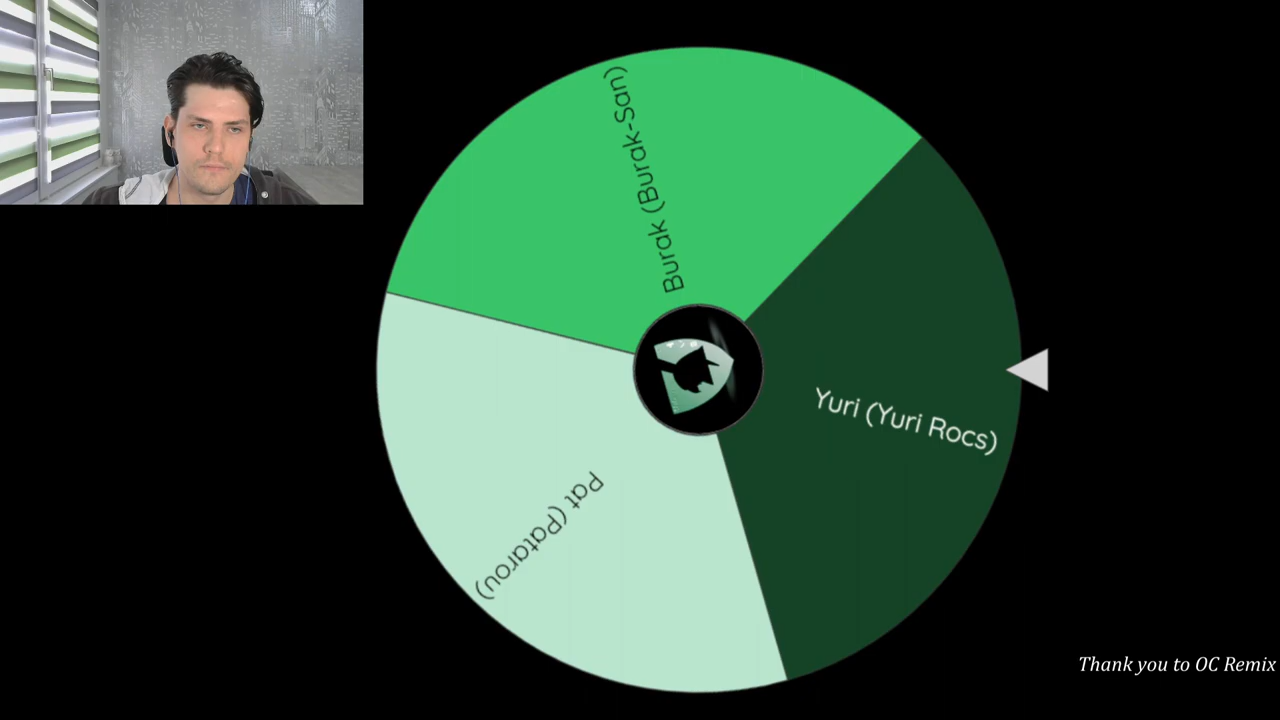 Burak (Burak-San)
Yuri (Yuri Rocs)
Pat (Patarou)
Thank you to OC Remix